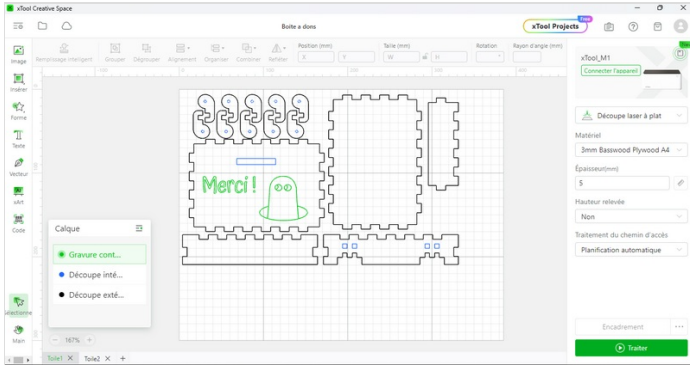 xTool Creative Space
Boite a dons
xTool Projects
Free
Image
Remplissage intelligent
Grouper
Dégrouper
Alignement
Organiser
Combiner
Refléter
Position (mm)
X
Y
Taille (mm)
W
H
Rotation
Rayon d'angle (mm)
Insérer
Forme
Texte
Vecteur
xArt
Code
Sélectionner
Main
Merci !
Calque
Gravure cont...
Découpe inté...
Découpe exté...
167%
Toile1
Toile2
xTool_M1
Connecter l'appareil
Découpe laser à plat
Matériel
3mm Basswood Plywood A4
Épaisseur(mm)
5
Hauteur relevée
Non
Traitement du chemin d'accès
Planification automatique
Encadrement
Traiter